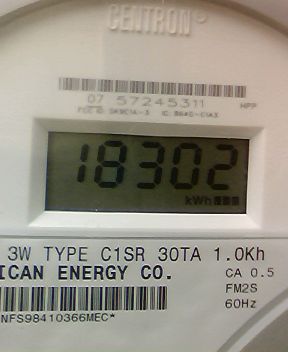 CENTRON®
07 57245311
HPP
18302
kWh
3W TYPE C1SR 30TA 1.0Kh
ICAN ENERGY CO.
CA 0.5
FM2S
60Hz
NFS98410366MEC*